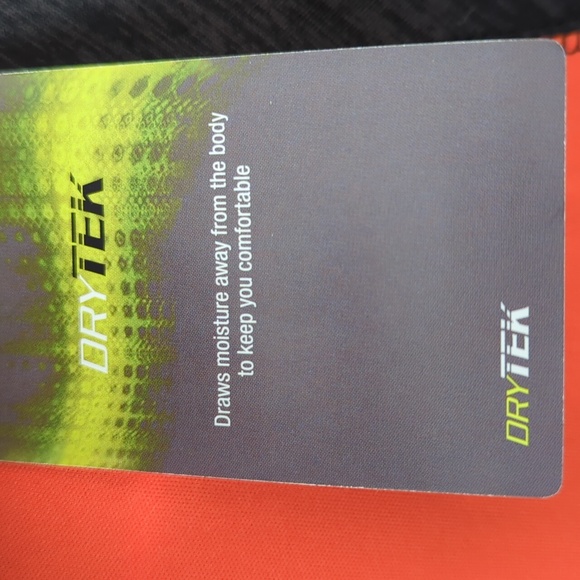 DRYTEK
Draws moisture away from the body
to keep you comfortable
DRYTEK